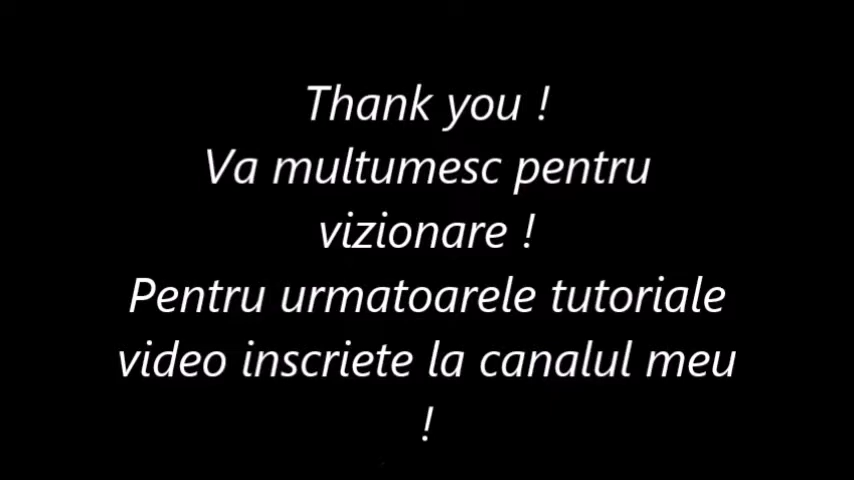 Thank you !
Va multumesc pentru
vizionare !
Pentru urmatoarele tutoriale
video inscriete la canalul meu
!